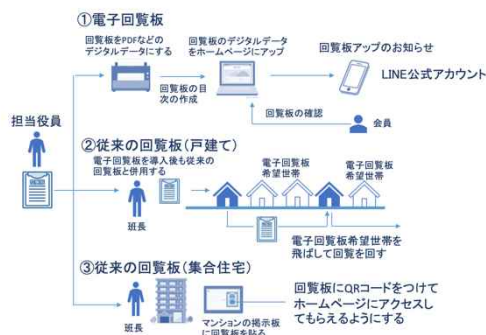 ①電子回覧板
回覧板をPDFなどの
デジタルデータにする
回覧板のデジタルデータ
をホームページにアップ
回覧板アップのお知らせ
LINE公式アカウント
回覧板の目
次の作成
回覧板の確認
会員
担当役員
②従来の回覧板(戸建て)
電子回覧板を導入後も従来の
回覧板と併用する
電子回覧板
希望世帯
電子回覧板
希望世帯
班長
電子回覧板希望世帯を
飛ばして回覧を回す
③従来の回覧板(集合住宅)
班長
マンションの掲示板
に回覧板を貼る
回覧板にQRコードをつけて
ホームページにアクセスし
てもらえるようにする